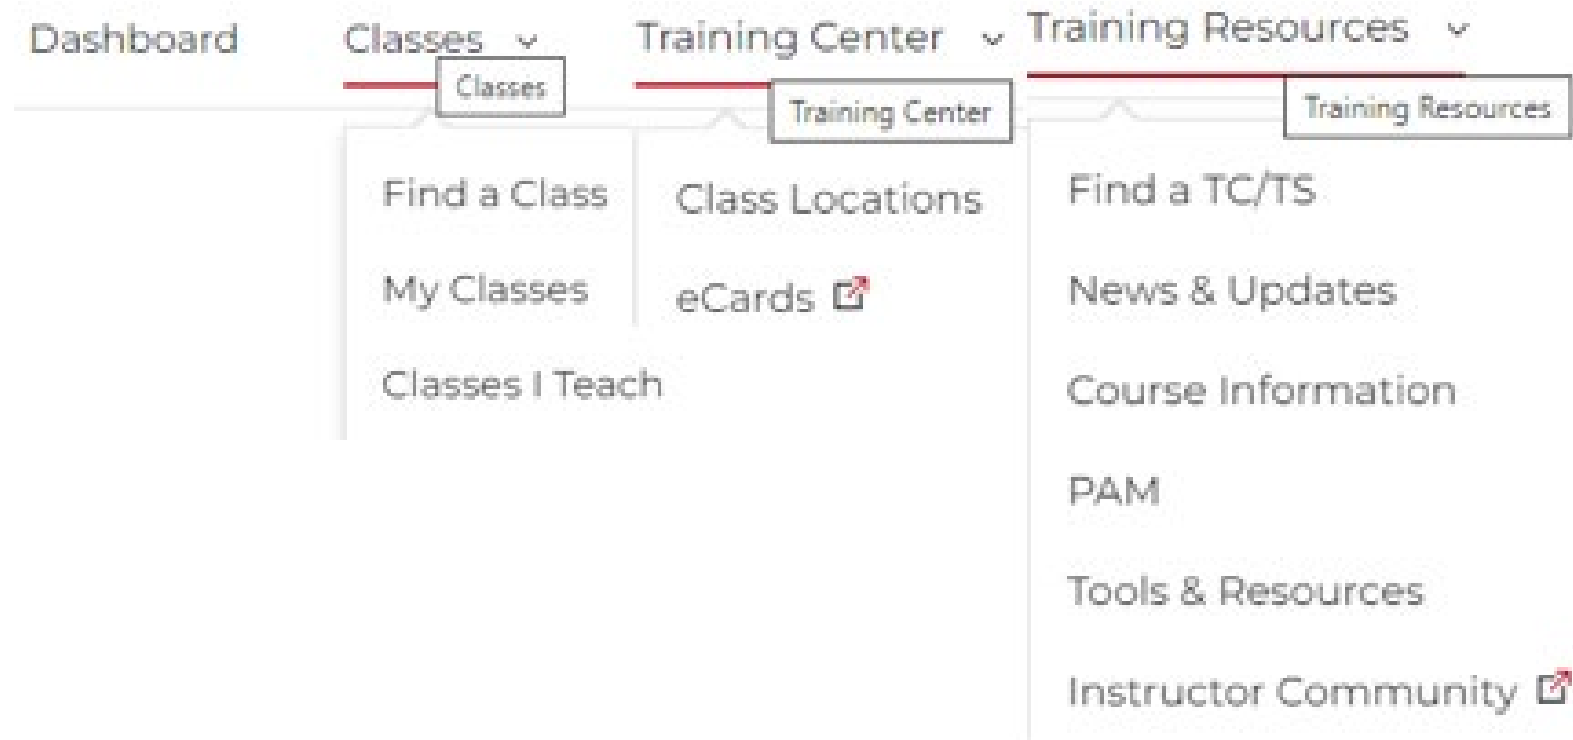 Dashboard
Classes
Classes
Find a Class
My Classes
Classes I Teach
Training Center
Training Center
Class Locations
eCards
Training Resources
Training Resources
Find a TC/TS
News & Updates
Course Information
PAM
Tools & Resources
Instructor Community